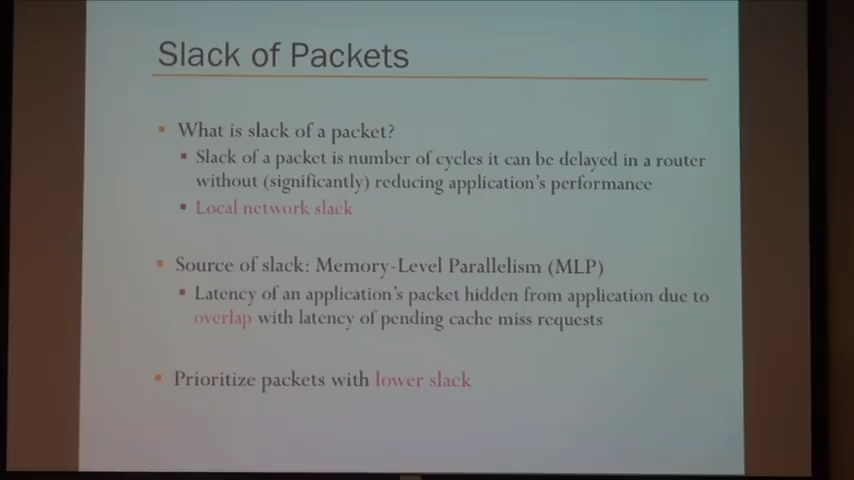 Slack of Packets
What is slack of a packet?
Slack of a packet is number of cycles it can be delayed in a router
without (significantly) reducing application's performance
Local network slack
Source of slack: Memory-Level Parallelism (MLP)
Latency of an application's packet hidden from application due to
overlap with latency of pending cache miss requests
Prioritize packets with lower slack